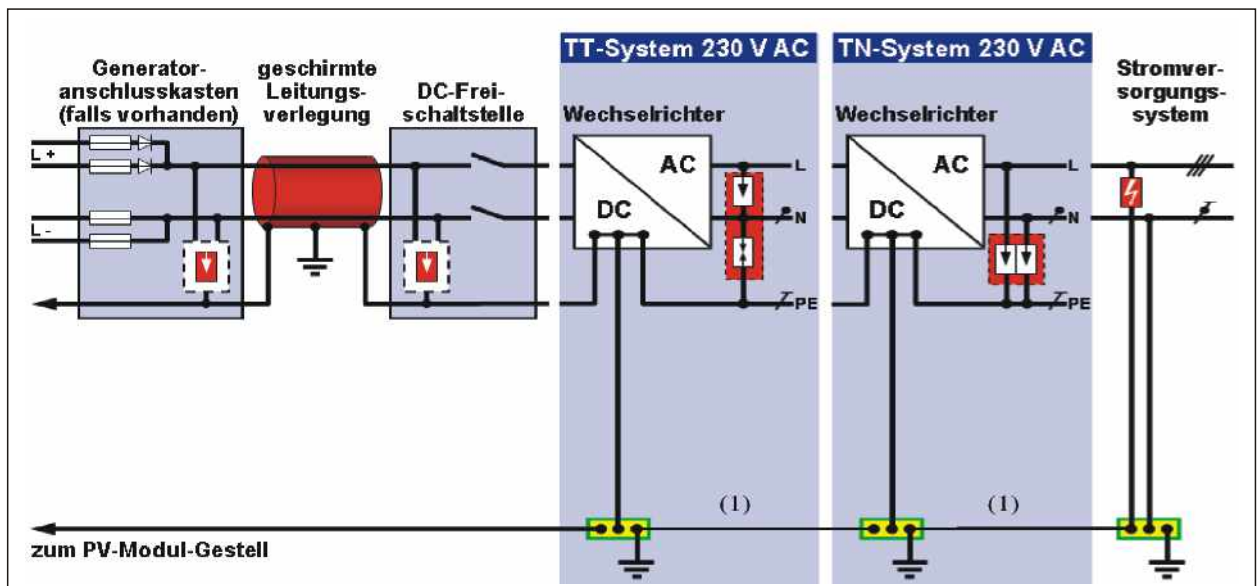 TT-System 230 V AC
TN-System 230 V AC
Generator-
anschlusskasten
(falls vorhanden)
geschirmte
Leitungs-
verlegung
DC-Frei-
schaltstelle
Wechselrichter
Wechselrichter
Stromver-
sorgungs-
system
L +
L -
AC
DC
L
N
PE
AC
DC
L
N
PE
(1)
(1)
zum PV-Modul-Gestell